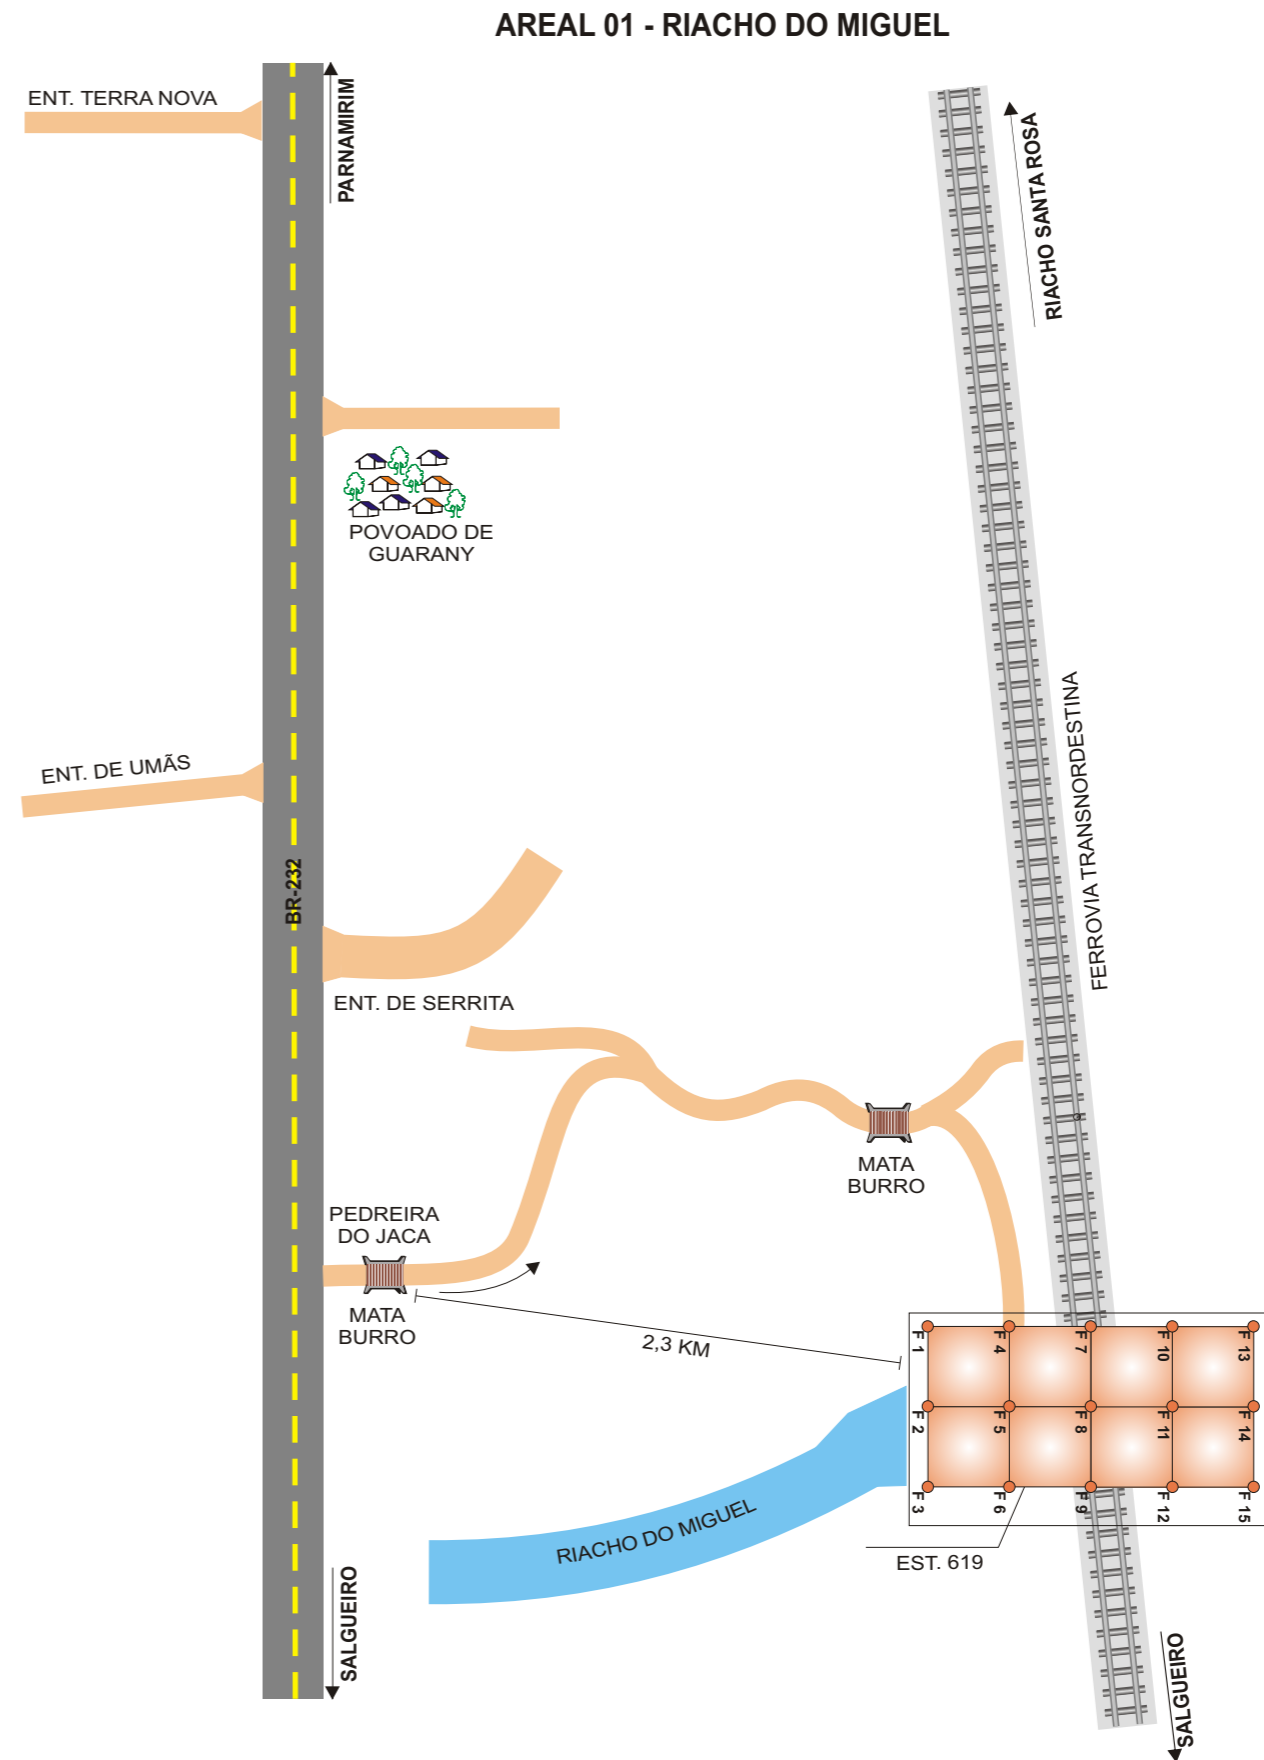 AREAL 01 - RIACHO DO MIGUEL
ENT. TERRA NOVA
PARNAMIRIM
RIACHO SANTA ROSA
POVOADO DE
GUARANY
FERROVIA TRANSNORDESTINA
ENT. DE UMÃS
BR-232
ENT. DE SERRITA
MATA
BURRO
PEDREIRA
DO JACA
MATA
BURRO
2,3 KM
F 1
F 4
F 7
F 10
F 13
F 2
F 5
F 8
F 11
F 14
F 3
F 6
F 9
F 12
F 15
RIACHO DO MIGUEL
EST. 619
SALGUEIRO
SALGUEIRO